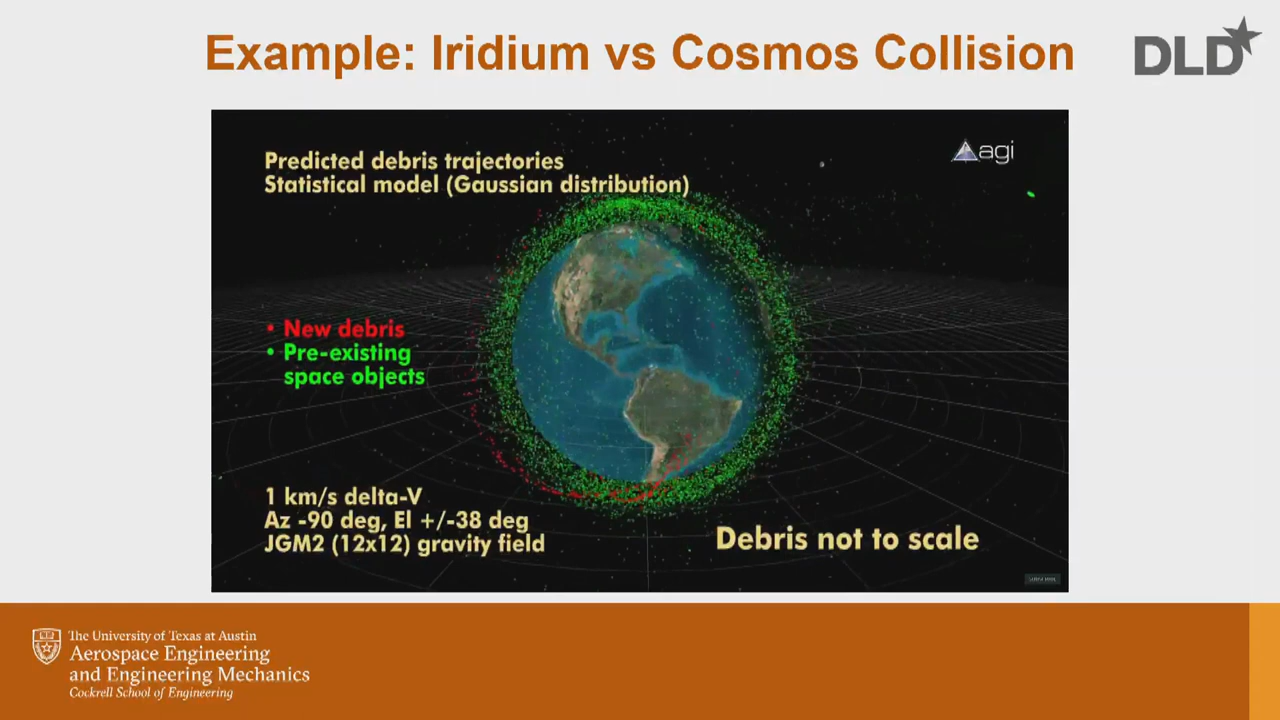 Example: Iridium vs Cosmos Collision
DLD
Predicted debris trajectories
Statistical model (Gaussian distribution)
agi
• New debris
• Pre-existing
space objects
1 km/s delta-V
Az -90 deg, El +/-38 deg
JGM2 (12x12) gravity field
Debris not to scale
The University of Texas at Austin
Aerospace Engineering
and Engineering Mechanics
Cockrell School of Engineering